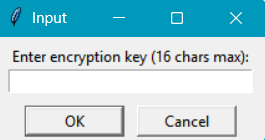 Input
Enter encryption key (16 chars max):
OK
Cancel